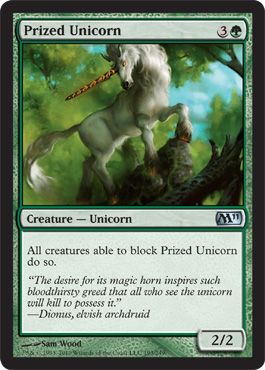 Prized Unicorn 3
Creature — Unicorn M11
All creatures able to block Prized Unicorn
do so.
“The desire for its magic horn inspires such
bloodthirsty greed that all who see the unicorn
will kill to possess it.”
—Dionus, elvish archdruid
Sam Wood
2/2